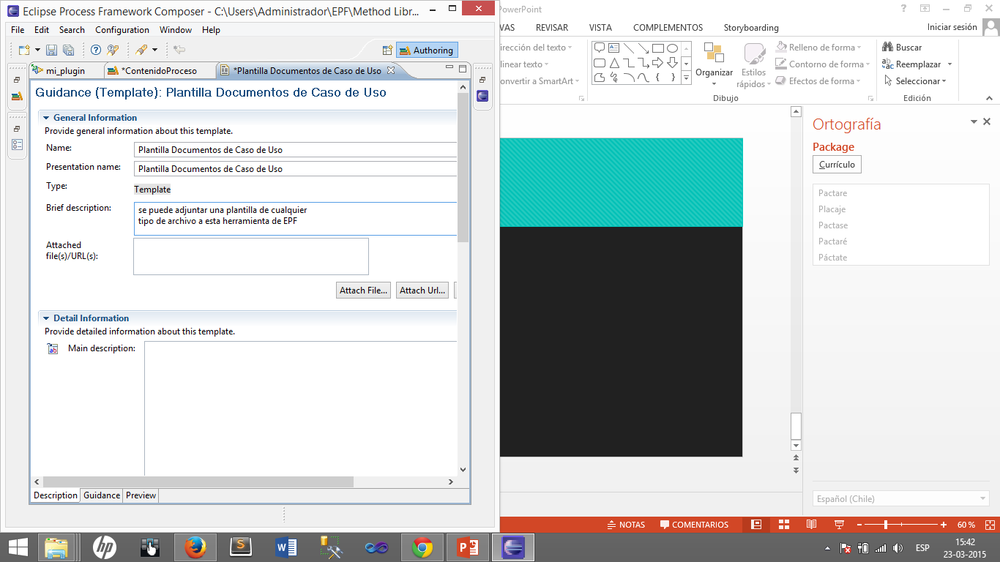 Eclipse Process Framework Composer - C:\Users\Administrador\EPF\Method Libr...
File Edit Search Configuration Window Help
Authoring
mi_plugin
*ContenidoProceso
*Plantilla Documentos de Caso de Uso
Guidance (Template): Plantilla Documentos de Caso de Uso
General Information
Provide general information about this template.
Name:
Plantilla Documentos de Caso de Uso
Presentation name:
Plantilla Documentos de Caso de Uso
Type:
Template
Brief description:
se puede adjuntar una plantilla de cualquier
tipo de archivo a esta herramienta de EPF
Attached
file(s)/URL(s):
Attach File...
Attach Url...
Detail Information
Provide detailed information about this template.
Main description:
Description
Guidance
Preview
PowerPoint
VAS
REVISAR
VISTA
COMPLEMENTOS
Storyboarding
Iniciar sesión
irección del texto
linear texto
onvertir a SmartArt
Organizar
Estilos
rápidos
Relleno de forma
Contorno de forma
Efectos de forma
Dibujo
Buscar
Reemplazar
Seleccionar
Edición
Ortografía
Package
Currículo
Pactare
Placaje
Pactase
Pactaré
Páctate
Español (Chile)
NOTAS
COMENTARIOS
60 %
ESP
15:42
23-03-2015